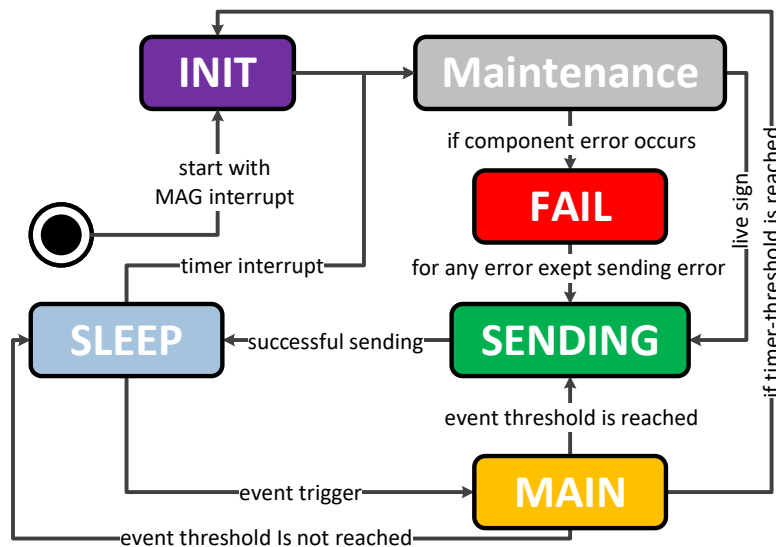 INIT
Maintenance
start with
MAG interrupt
if component error occurs
FAIL
live sign
if timer-threshold is reached
timer interrupt
for any error exept sending error
SLEEP
successful sending
SENDING
event threshold is reached
event trigger
MAIN
event threshold Is not reached